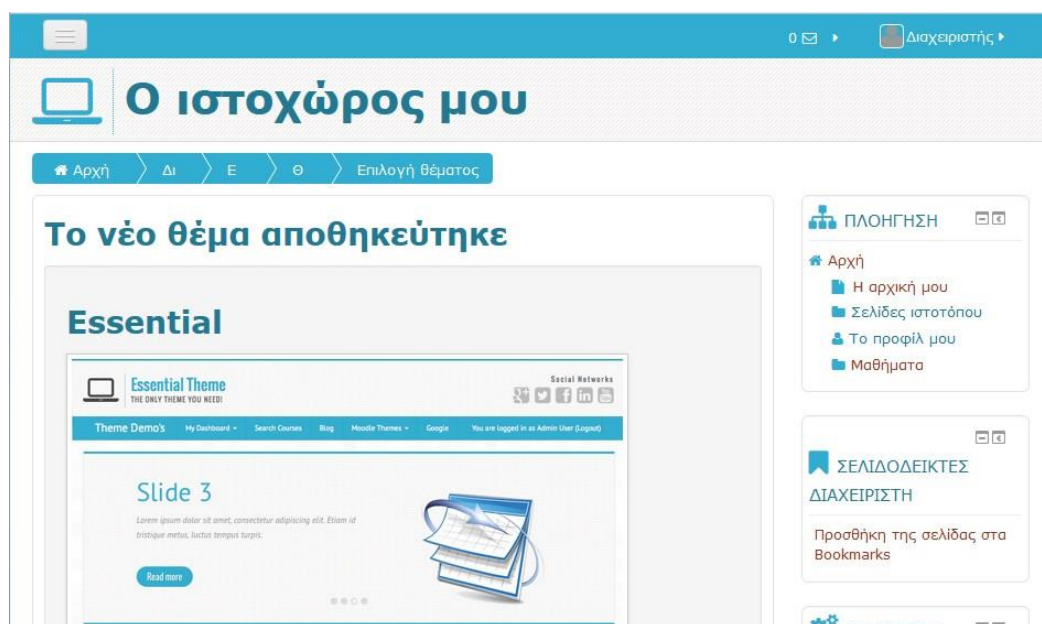 0
Διαχειριστής
Ο ιστοχώρος μου
Αρχή
Δι
Ε
Θ
Επιλογή θέματος
Το νέο θέμα αποθηκεύτηκε
Essential
Essential Theme
THE ONLY THEME YOU NEED!
Social Networks
Theme Demo's My Dashboard Search Courses Blog Moodle Themes Google You are logged in as Admin User (Logout)
Slide 3
Lorem ipsum dolor sit amet, consectetur adipiscing elit. Etiam id
tristique metus, luctus tempus turpis.
Read more
ΠΛΟΗΓΗΣΗ
Αρχή
Η αρχική μου
Σελίδες ιστοτόπου
Το προφίλ μου
Μαθήματα
ΣΕΛΙΔΟΔΕΙΚΤΕΣ
ΔΙΑΧΕΙΡΙΣΤΗ
Προσθήκη της σελίδας στα
Bookmarks